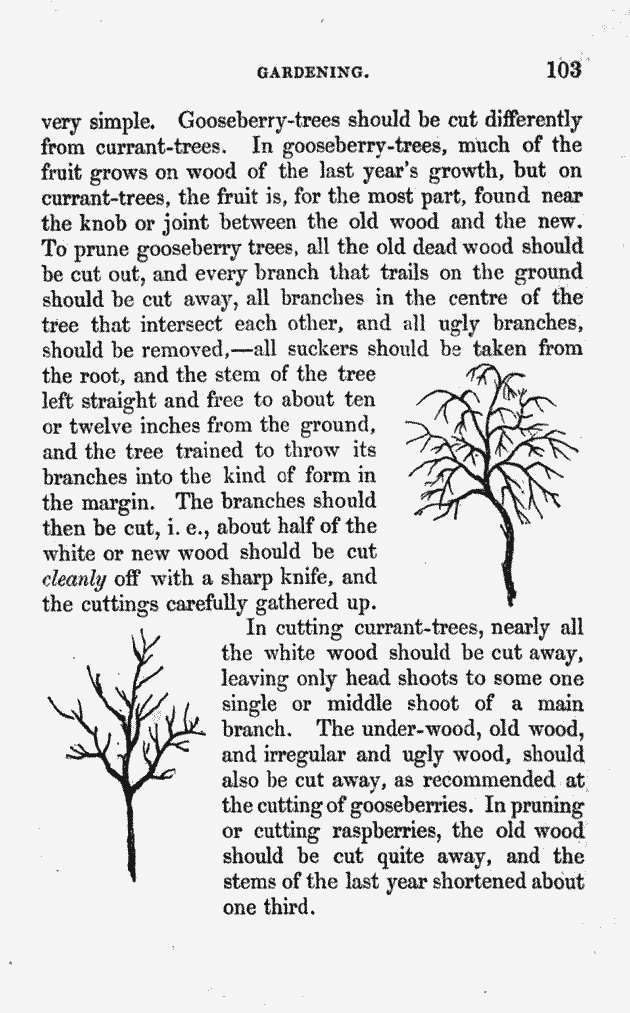 GARDENING. 103
very simple. Gooseberry-trees should be cut differently
from currant-trees. In gooseberry-trees, much of the
fruit grows on wood of the last year's growth, but on
currant-trees, the fruit is, for the most part, found near
the knob or joint between the old wood and the new.
To prune gooseberry trees, all the old dead wood should
be cut out, and every branch that trails on the ground
should be cut away, all branches in the centre of the
tree that intersect each other, and all ugly branches,
should be removed,—all suckers should be taken from
the root, and the stem of the tree
left straight and free to about ten
or twelve inches from the ground,
and the tree trained to throw its
branches into the kind of form in
the margin. The branches should
then be cut, i. e., about half of the
white or new wood should be cut
cleanly off with a sharp knife, and
the cuttings carefully gathered up.
In cutting currant-trees, nearly all
the white wood should be cut away,
leaving only head shoots to some one
single or middle shoot of a main
branch. The under-wood, old wood,
and irregular and ugly wood, should
also be cut away, as recommended at
the cutting of gooseberries. In pruning
or cutting raspberries, the old wood
should be cut quite away, and the
stems of the last year shortened about
one third.